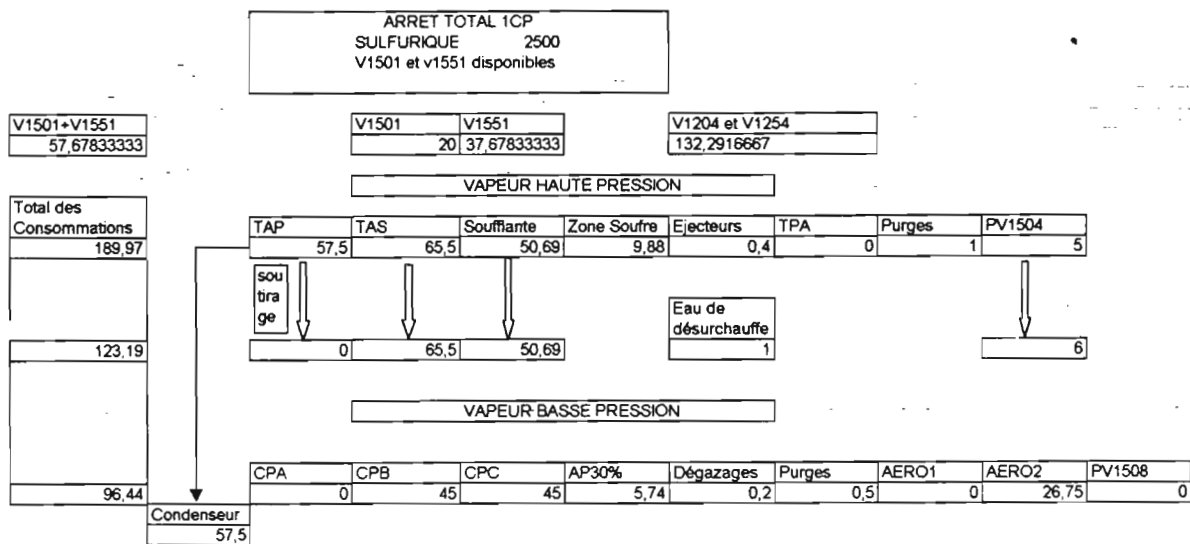 ARRET TOTAL 1CP
SULFURIQUE 2500
V1501 et v1551 disponibles
V1501+V1551 V1501 V1551 V1204 et V1254
57,67833333 20 37,67833333 132,2916667
VAPEUR HAUTE PRESSION
Total des
Consommations TAP TAS Soufflante Zone Soufre Ejecteurs TPA Purges PV1504
189,97 57,5 65,5 50,69 9,88 0,4 0 1 5
sou
tira
ge
Eau de
désurchauffe
123,19 0 65,5 50,69 1 6
VAPEUR BASSE PRESSION
CPA CPB CPC AP30% Dégazages Purges AERO1 AERO2 PV1508
96,44 0 45 45 5,74 0,2 0,5 0 26,75 0
Condenseur
57,5